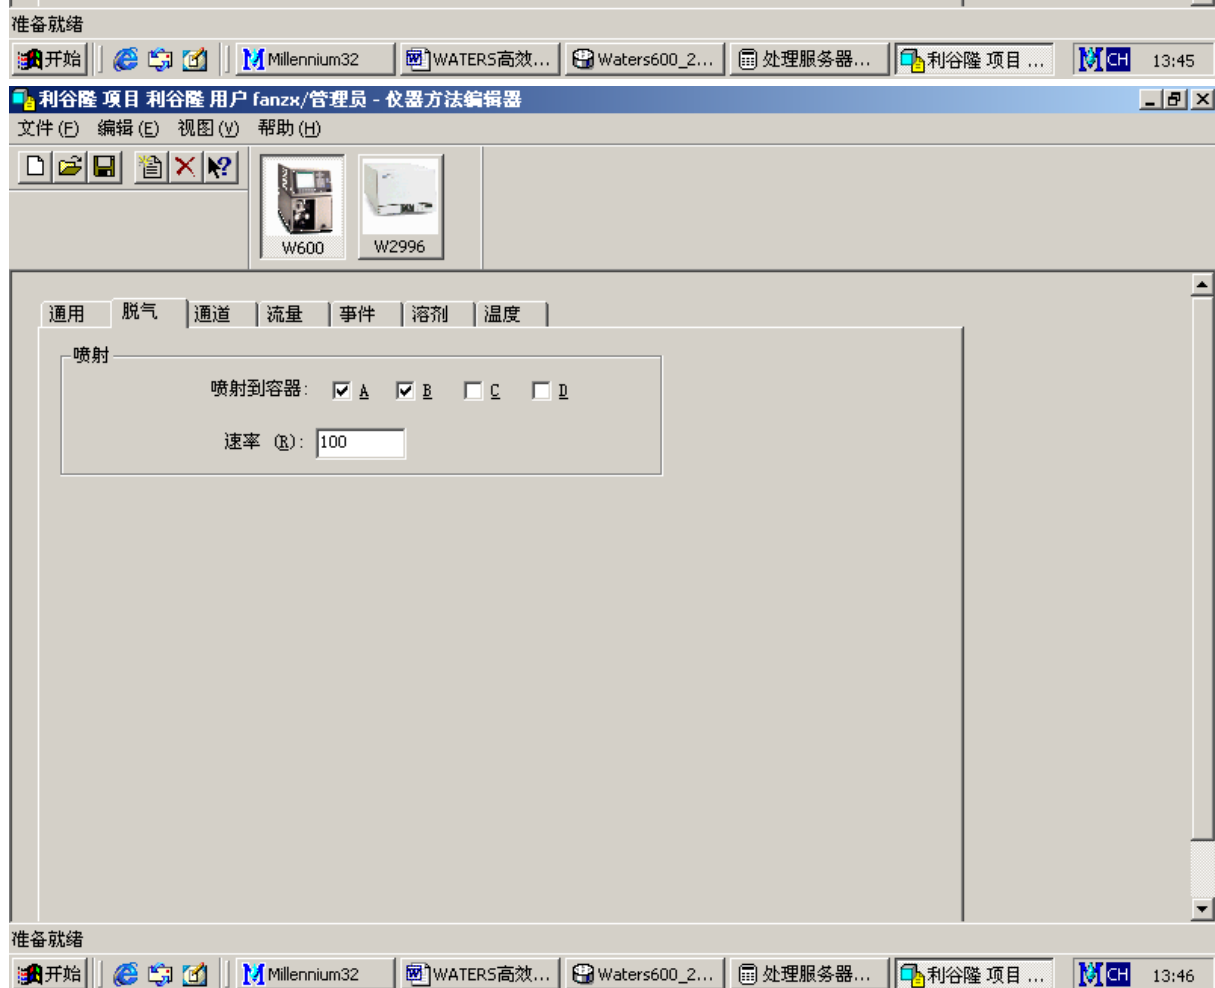 准备就绪
开始 Millennium32 WATERS高效... Waters600_2... 处理服务器... 利谷隆 项目 ... CH 13:45
利谷隆 项目 利谷隆 用户 fanzx/管理员 - 仪器方法编辑器
文件(F) 编辑(E) 视图(V) 帮助(H)
W600 W2996
通用 脱气 通道 流量 事件 溶剂 温度
喷射
喷射到容器: A B C D
速率 (R): 100
准备就绪
开始 Millennium32 WATERS高效... Waters600_2... 处理服务器... 利谷隆 项目 ... CH 13:46